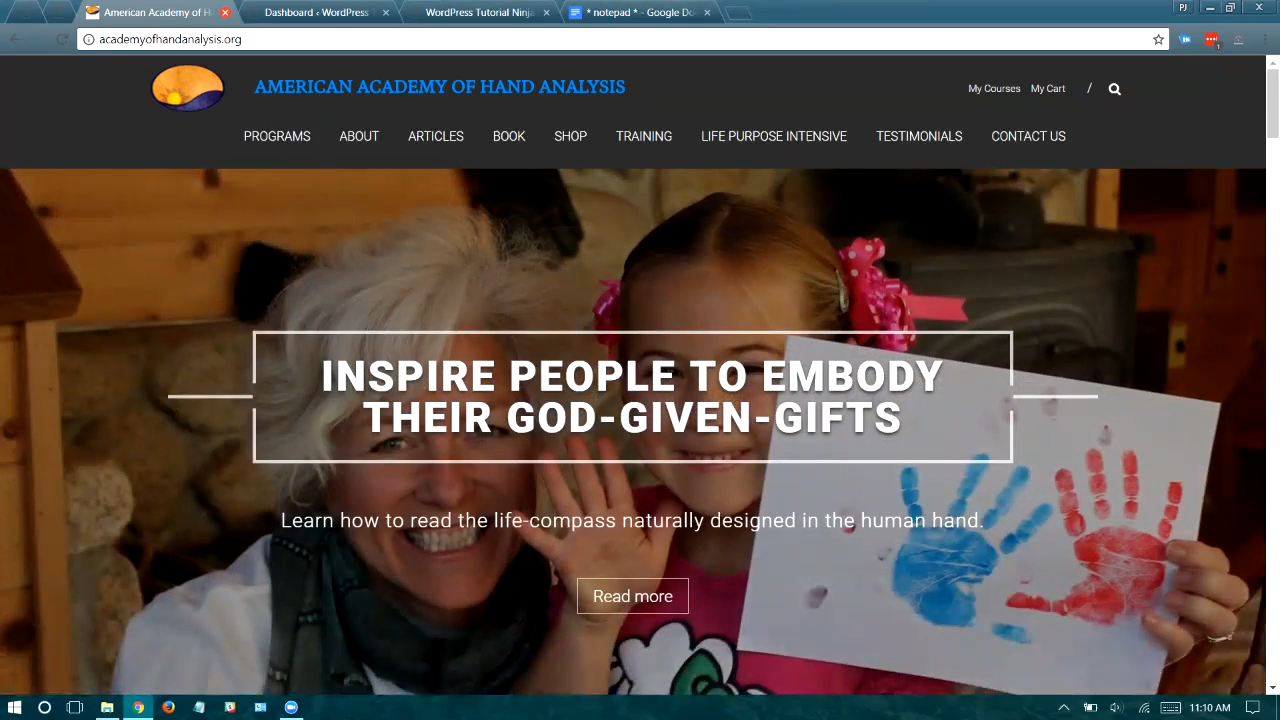 American Academy of H
Dashboard ‹ WordPress T
WordPress Tutorial Ninja
* notepad * - Google Do
PJ
academyofhandanalysis.org
1
AMERICAN ACADEMY OF HAND ANALYSIS
My Courses My Cart /
PROGRAMS ABOUT ARTICLES BOOK SHOP TRAINING LIFE PURPOSE INTENSIVE TESTIMONIALS CONTACT US
INSPIRE PEOPLE TO EMBODY
THEIR GOD-GIVEN-GIFTS
Learn how to read the life-compass naturally designed in the human hand.
Read more
11:10 AM